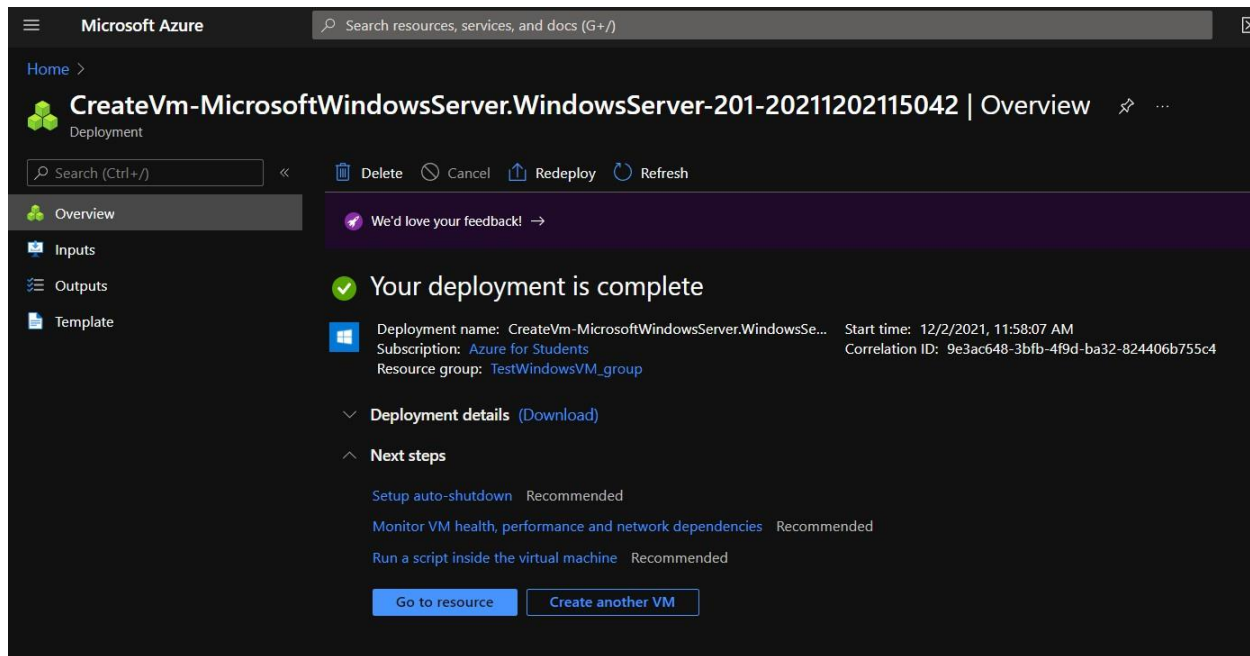 Microsoft Azure
Search resources, services, and docs (G+/)
Home >
CreateVm-MicrosoftWindowsServer.WindowsServer-201-20211202115042 | Overview ...
Deployment
Search (Ctrl+/) «
Delete Cancel Redeploy Refresh
Overview
Inputs
Outputs
Template
We'd love your feedback! →
Your deployment is complete
Deployment name: CreateVm-MicrosoftWindowsServer.WindowsSe... Start time: 12/2/2021, 11:58:07 AM
Subscription: Azure for Students Correlation ID: 9e3ac648-3bfb-4f9d-ba32-824406b755c4
Resource group: TestWindowsVM_group
Deployment details (Download)
Next steps
Setup auto-shutdown Recommended
Monitor VM health, performance and network dependencies Recommended
Run a script inside the virtual machine Recommended
Go to resource Create another VM